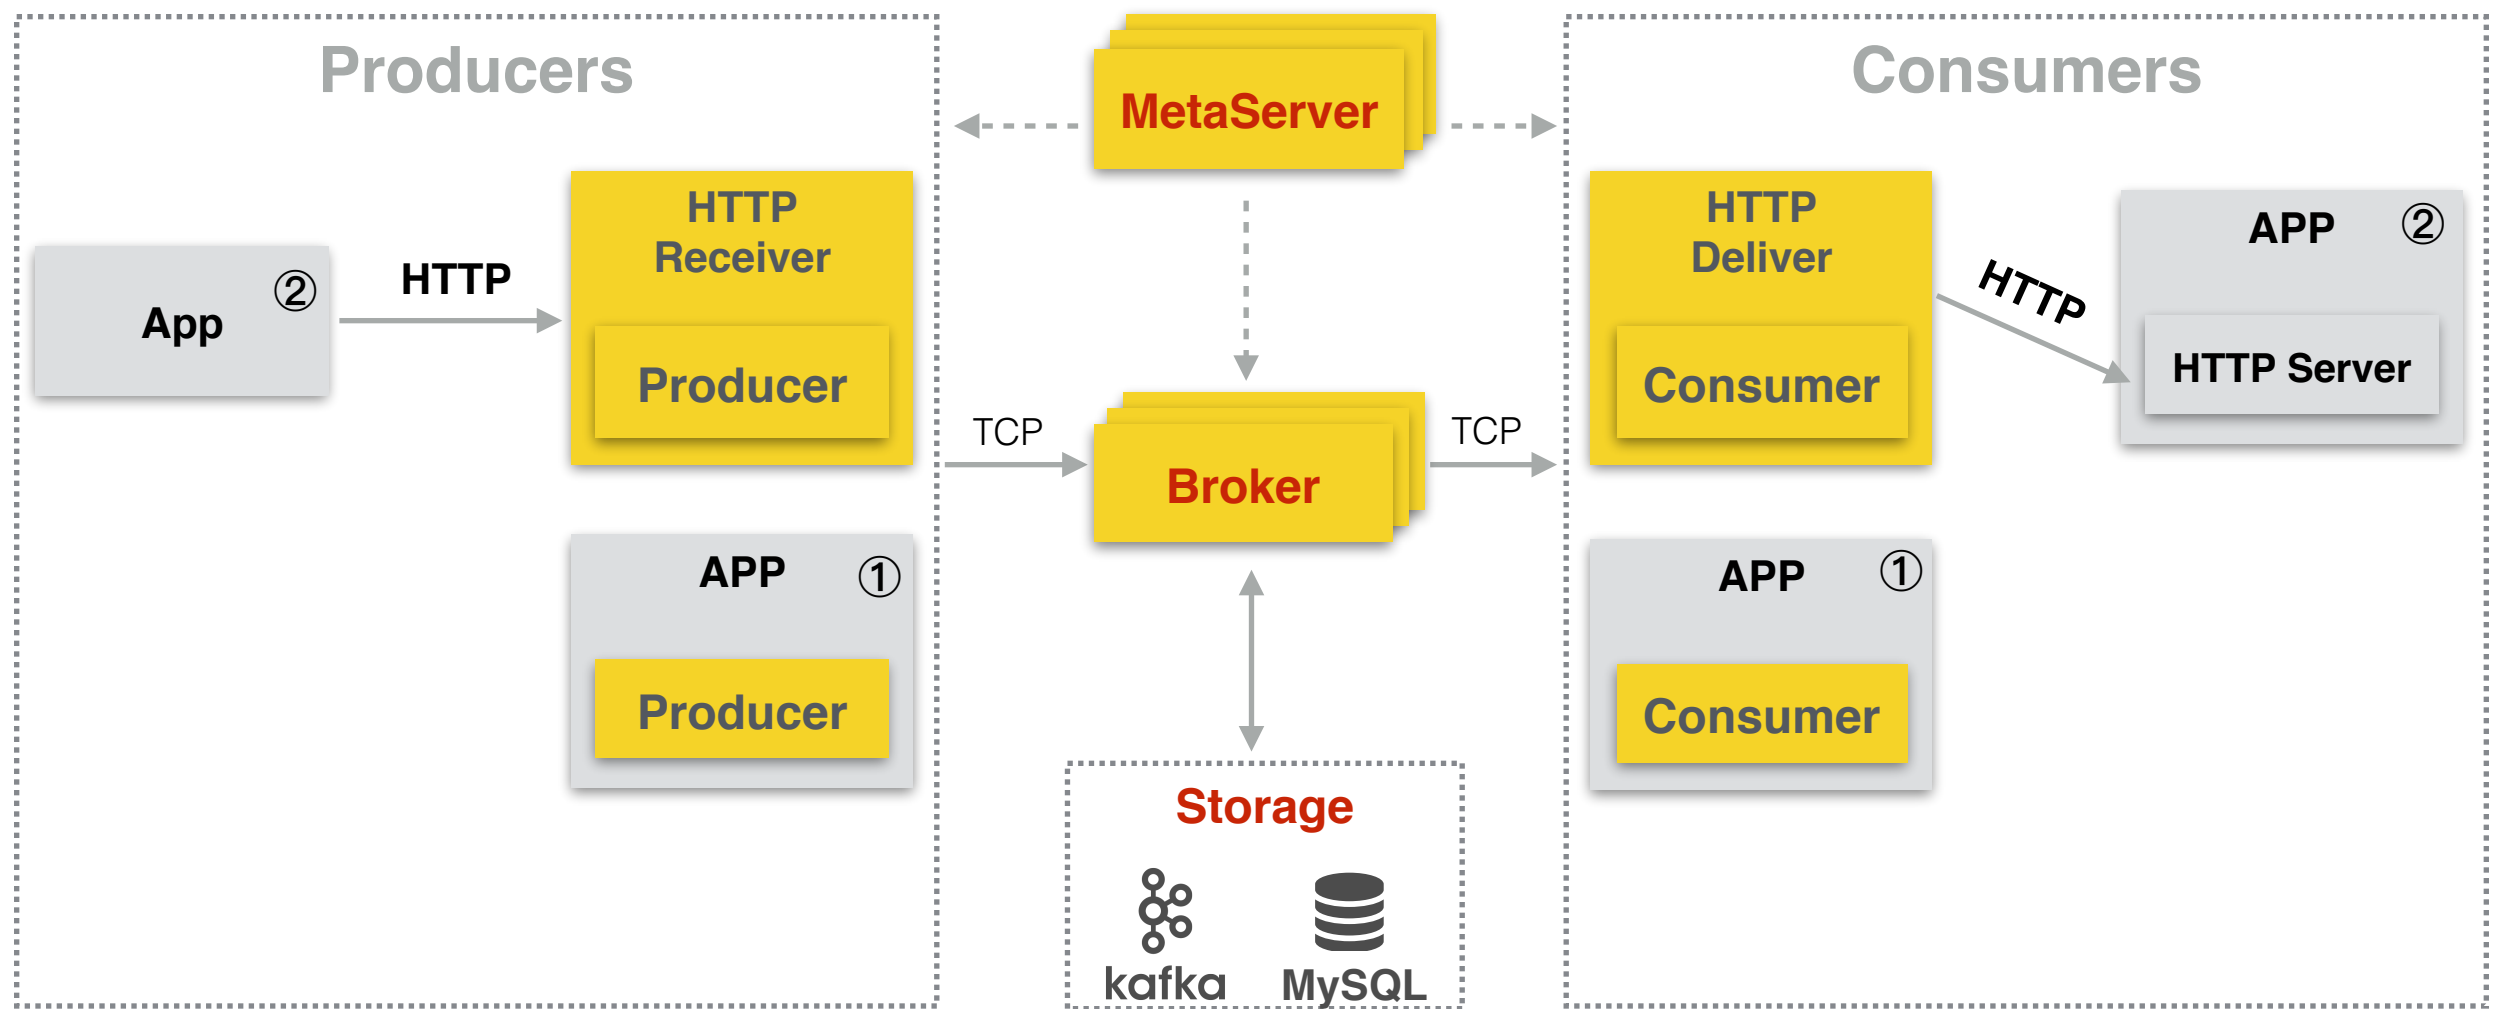 Producers
App
②
HTTP
HTTP
Receiver
Producer
APP
①
Producer
MetaServer
TCP
Broker
TCP
Storage
kafka
MySQL
Consumers
HTTP
Deliver
Consumer
HTTP
APP
②
HTTP Server
APP
①
Consumer